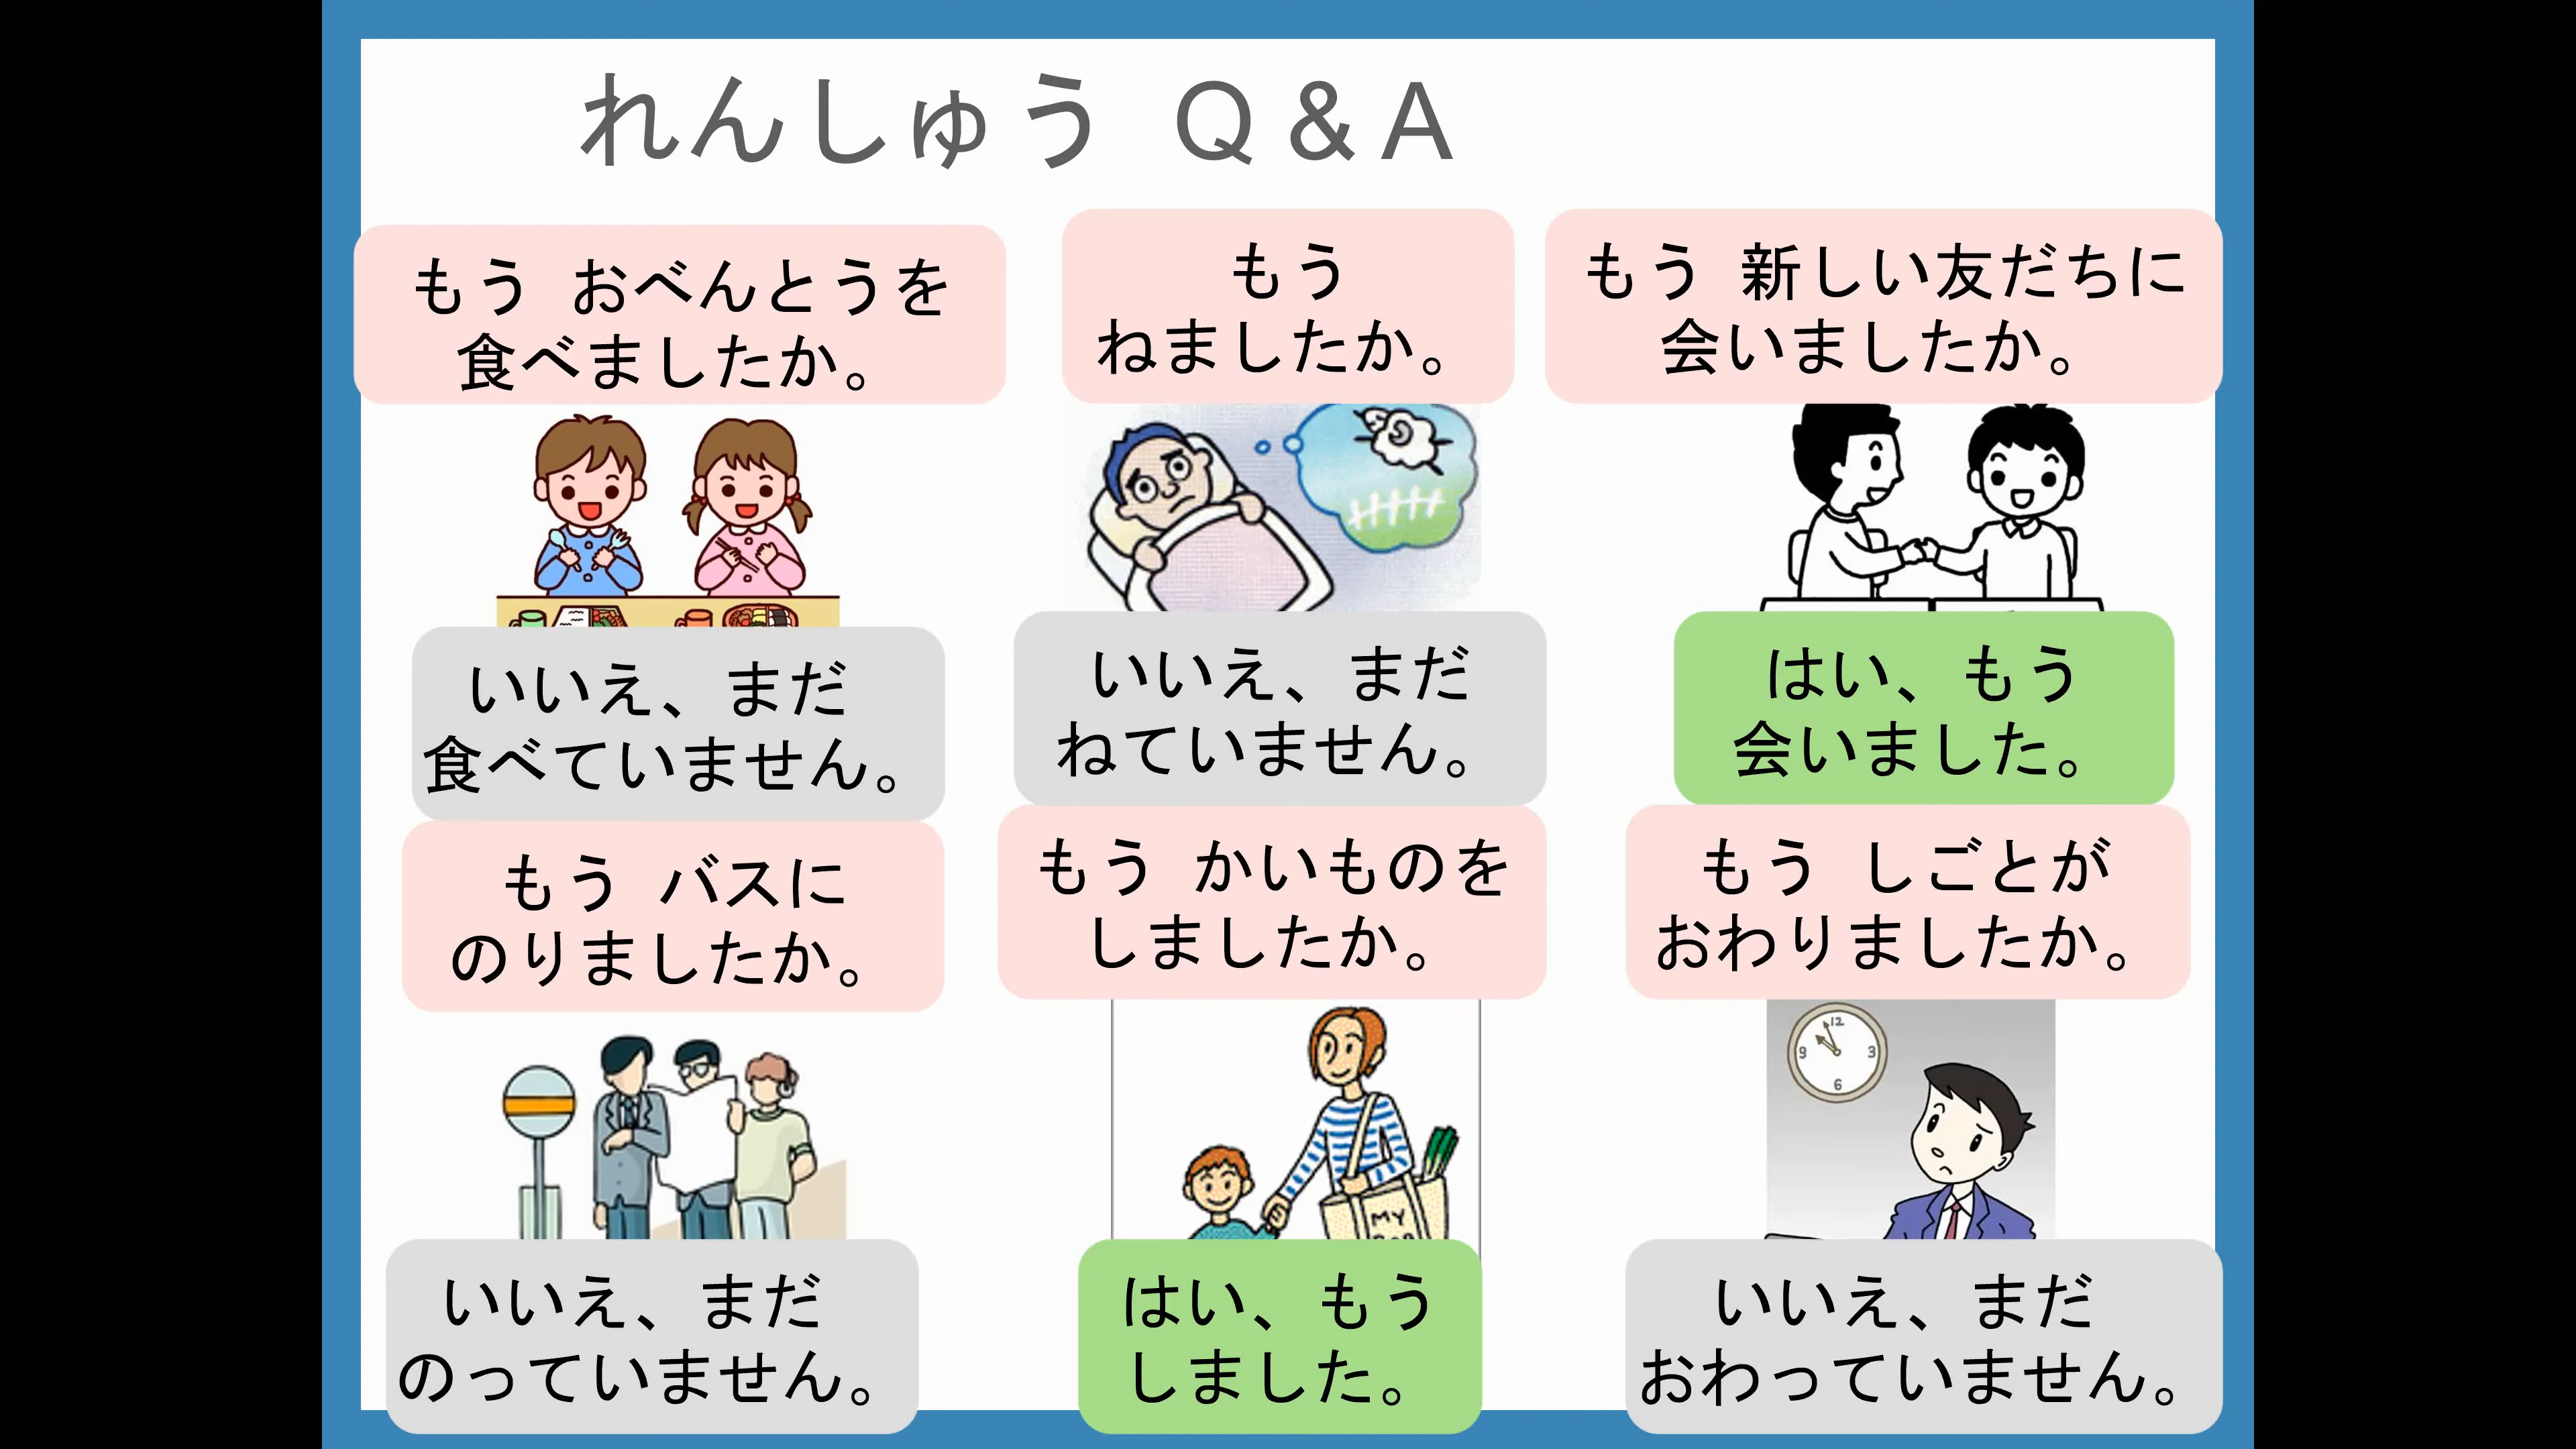 れんしゅう Q＆A
もう おべんとうを
食べましたか。
もう
ねましたか。
もう 新しい友だちに
会いましたか。
いいえ、まだ
食べていません。
いいえ、まだ
ねていません。
はい、もう
会いました。
もう バスに
のりましたか。
もう かいものを
しましたか。
もう しごとが
おわりましたか。
12
9
3
6
MY
いいえ、まだ
のっていません。
はい、もう
しました。
いいえ、まだ
おわっていません。